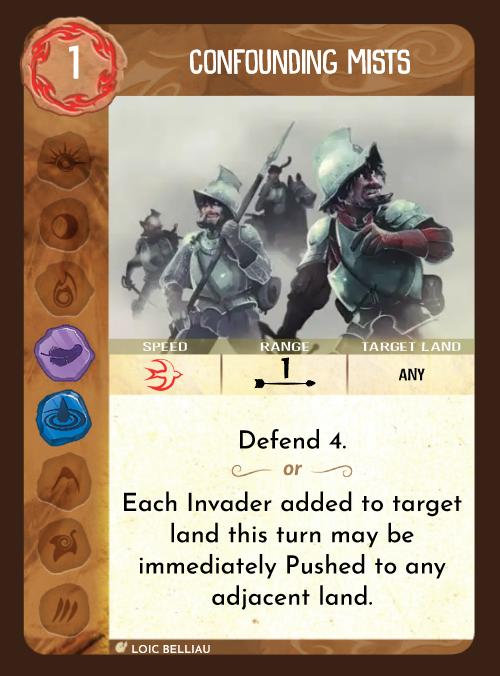 1
CONFOUNDING MISTS
SPEED RANGE TARGET LAND
1
ANY
Defend 4.
or
Each Invader added to target
land this turn may be
immediately Pushed to any
adjacent land.
LOIC BELLIAU